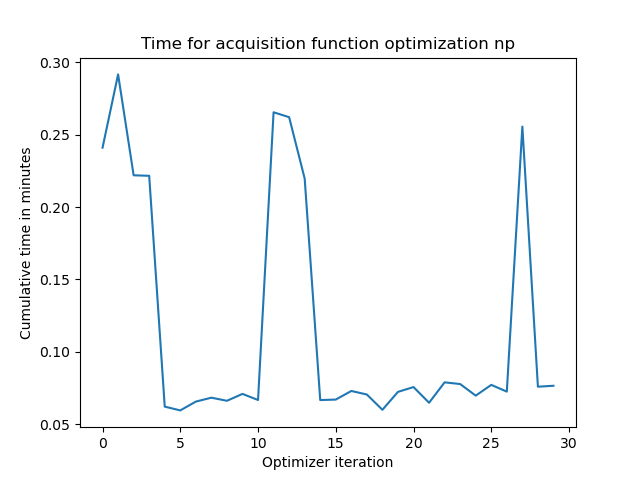 Time for acquisition function optimization np
0.30
0.25
0.20
0.15
0.10
0.05
Cumulative time in minutes
0 5 10 15 20 25 30
Optimizer iteration